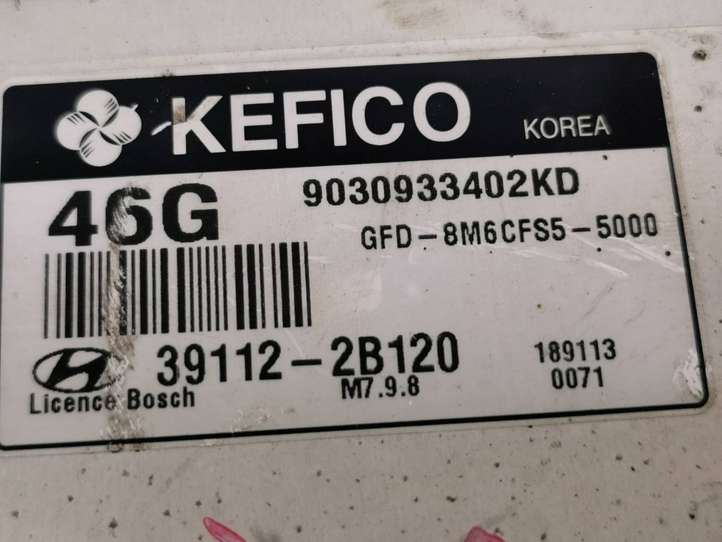 KEFICO KOREA
46G 9030933402KD
GFD-8M6CFS5-5000
39112-2B120 189113
Licence Bosch M7.9.8 0071